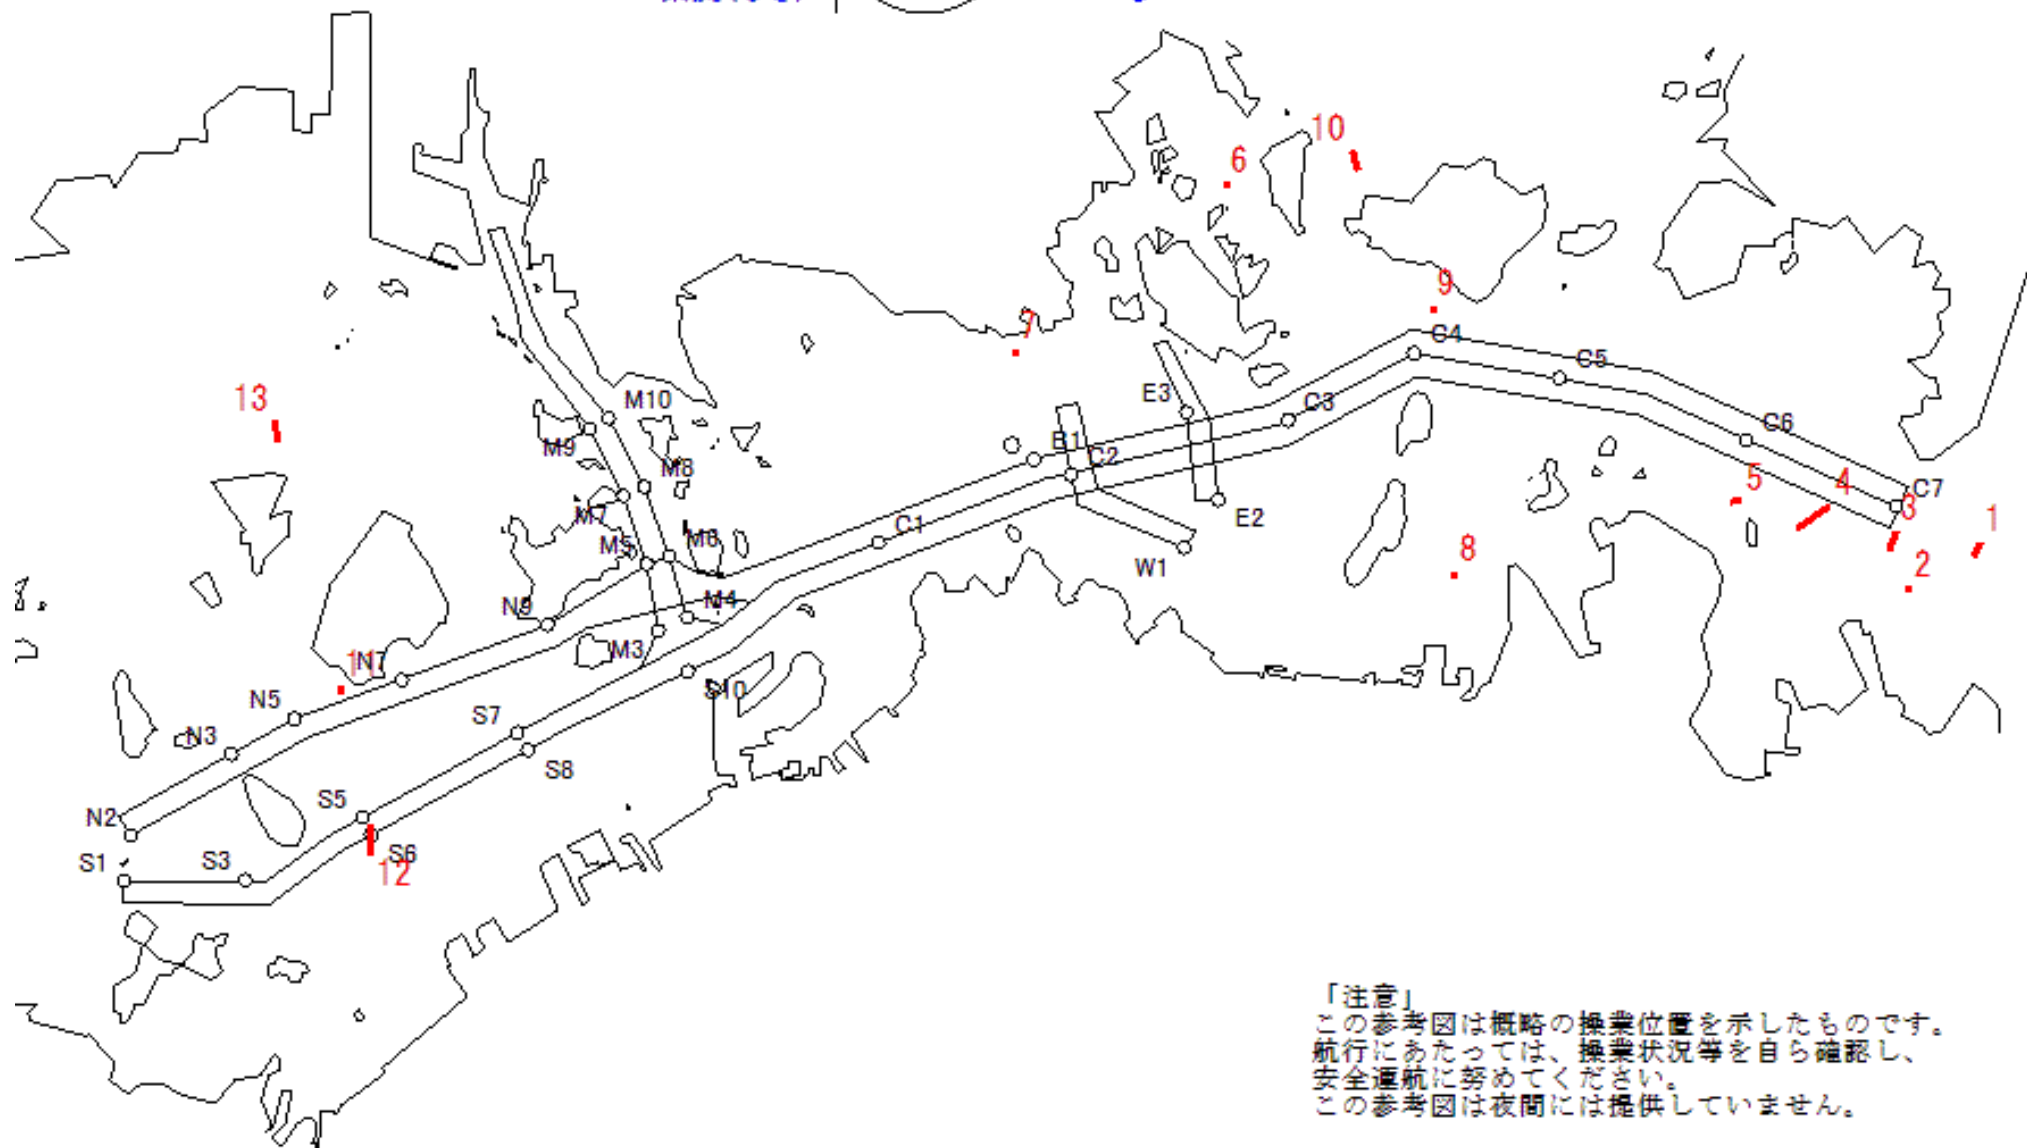 10
6
9
7
C4
C5
13
M10
E3
C3
C6
M9
B1
M8
C2
5
4
C7
M7
3
1
E2
C1
M5
M6
W1
8
2
N9
M4
M3
11
N7
S10
N5
S7
N3
S8
S5
N2
S6
S1
S3
12
「注意」
この参考図は概略の操業位置を示したものです。
航行にあたっては、操業状況等を自ら確認し、
安全運航に努めてください。
この参考図は夜間には提供していません。